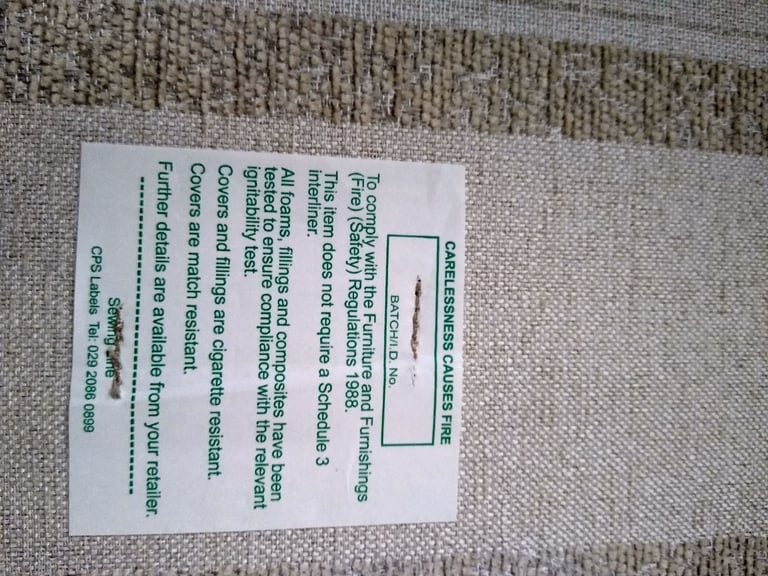 CARELESSNESS CAUSES FIRE
BATCH/I.D. No.
To comply with the Furniture and Furnishings
(Fire) (Safety) Regulations 1988.
This item does not require a Schedule 3
interliner.
All foams, fillings and composites have been
tested to ensure compliance with the relevant
ignitability test.
Covers and fillings are cigarette resistant.
Covers are match resistant.
Further details are available from your retailer.
Sewing Line
CPS Labels Tel: 029 2086 0899